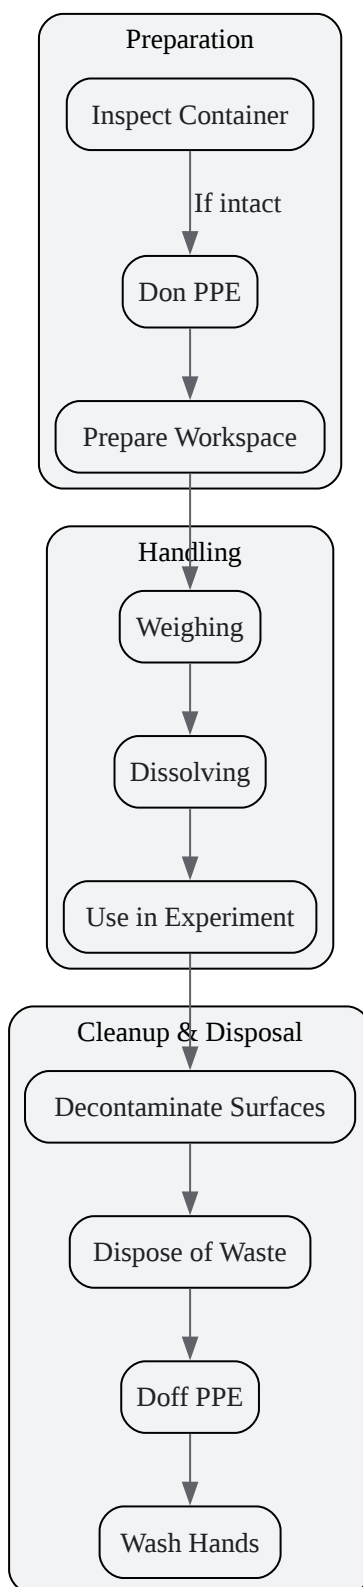 Preparation
Inspect Container
If intact
Don PPE
Prepare Workspace
Handling
Weighing
Dissolving
Use in Experiment
Cleanup & Disposal
Decontaminate Surfaces
Dispose of Waste
Doff PPE
Wash Hands